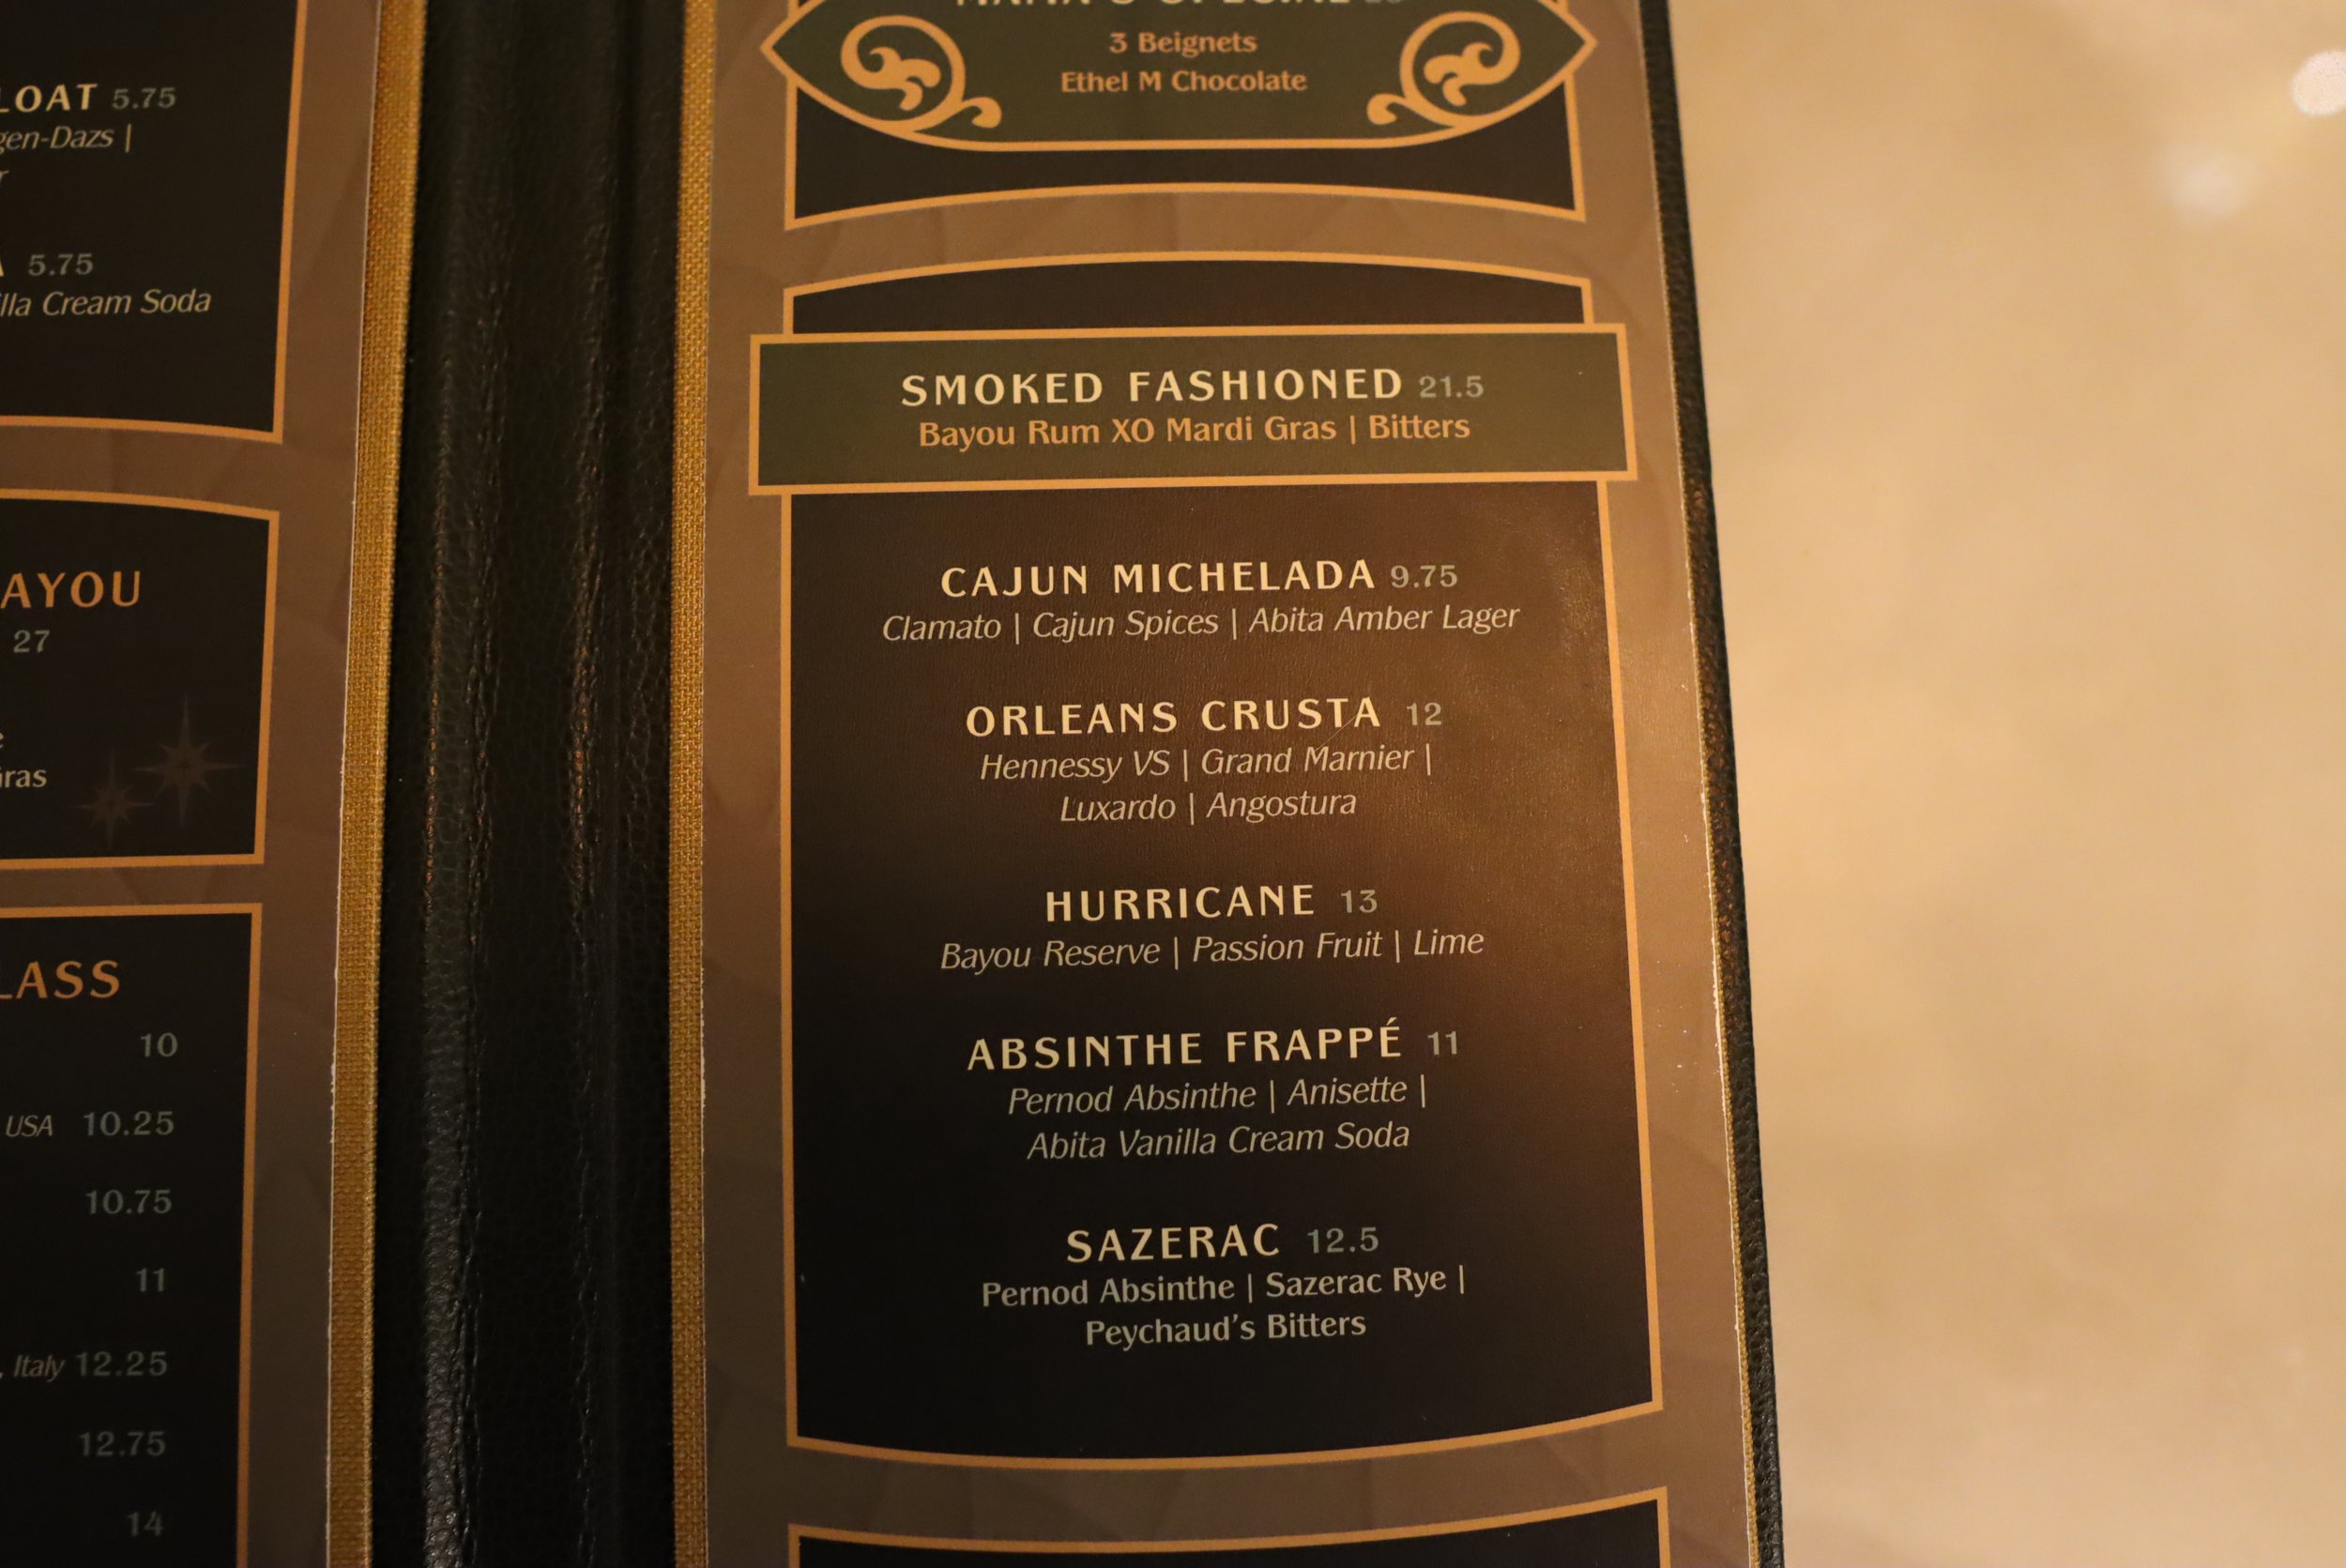 LOAT 5.75
gen-Dazs |
5.75
lla Cream Soda
AYOU
27
Gras
LASS
10
USA 10.25
10.75
11
, Italy 12.25
12.75
14
MAMA'S SPECIAL
3 Beignets
Ethel M Chocolate
SMOKED FASHIONED 21.5
Bayou Rum XO Mardi Gras | Bitters
CAJUN MICHELADA 9.75
Clamato | Cajun Spices | Abita Amber Lager
ORLEANS CRUSTA 12
Hennessy VS | Grand Marnier |
Luxardo | Angostura
HURRICANE 13
Bayou Reserve | Passion Fruit | Lime
ABSINTHE FRAPPÉ 11
Pernod Absinthe | Anisette |
Abita Vanilla Cream Soda
SAZERAC 12.5
Pernod Absinthe | Sazerac Rye |
Peychaud's Bitters